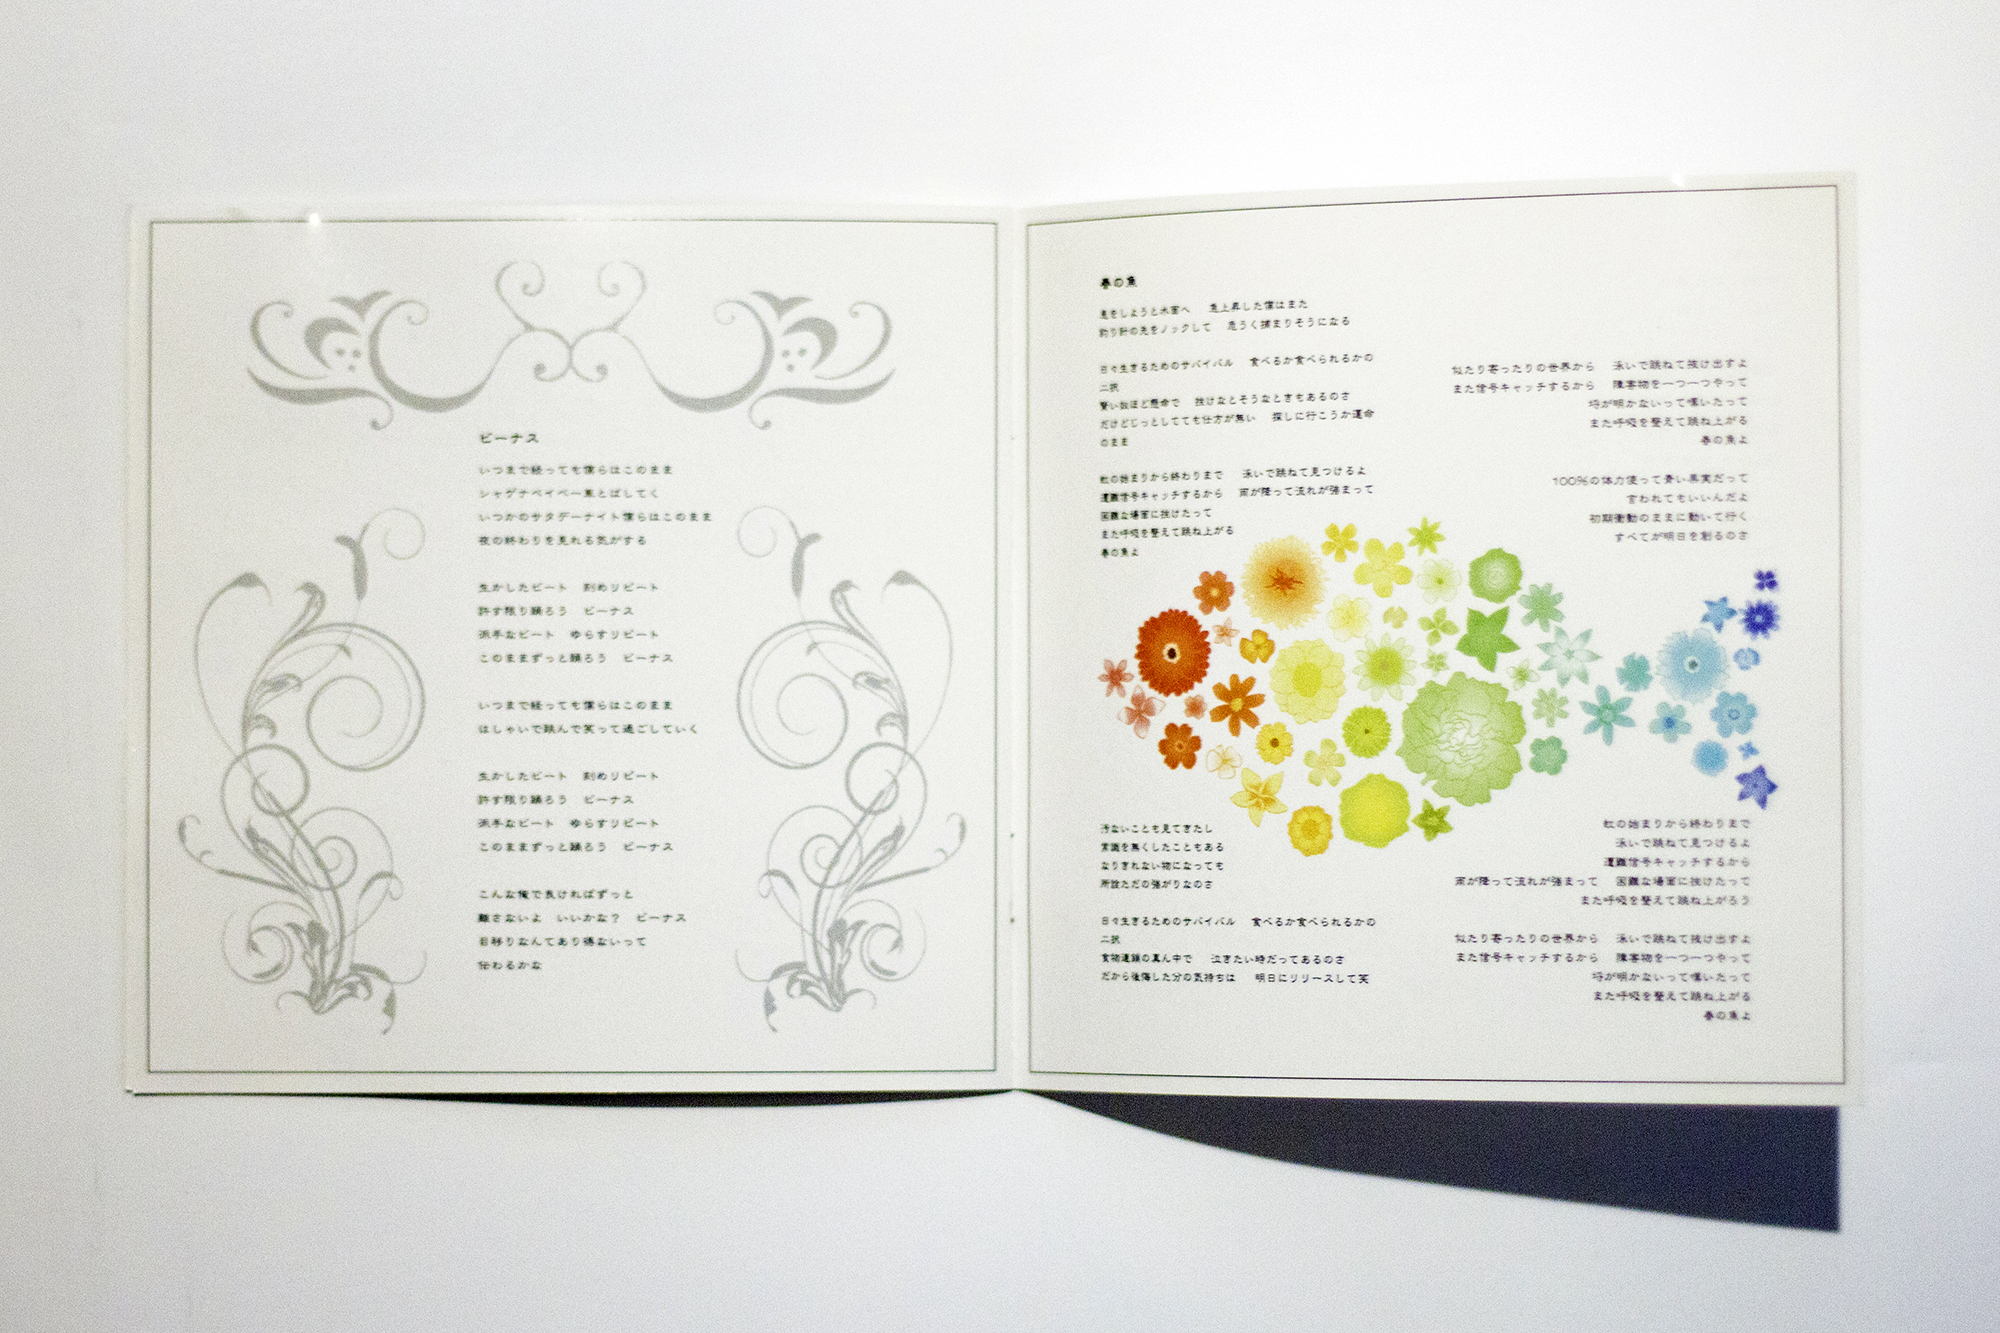 ビーナス
いつまで経っても僕らはこのまま
シャゲナベイベー黒とばしてく
いつかのサタデーナイト僕らはこのまま
夜の終わりを見れる気がする
生かしたビート　刻めリピート
許す限り踊ろう　ビーナス
派手なビート　ゆらすリピート
このままずっと踊ろう　ビーナス
いつまで経っても僕らはこのまま
はしゃいで跳んで笑って過ごしていく
生かしたビート　刻めリピート
許す限り踊ろう　ビーナス
派手なビート　ゆらすリピート
このままずっと踊ろう　ビーナス
こんな俺で良ければずっと
離さないよ　いいかな？　ビーナス
目移りなんてあり得ないって
伝わるかな
春の魚
息をしようと水面へ　急上昇した僕はまた
釣り針の先をノックして　危うく捕まりそうになる
日々生きるためのサバイバル　食べるか食べられるかの
二択
賢い奴ほど懸命で　挫けなとそうなときもあるのさ
だけどじっとしてても仕方が無い　探しに行こうか運命
のまま
虹の始まりから終わりまで　泳いで跳ねて見つけるよ
遭難信号キャッチするから　雨が降って流れが強まって
困難な場面に挫けたって
また呼吸を整えて跳ね上がる
春の魚よ
汚ないことも見てきたし
常識を無くしたこともある
なりきれない物になっても
所詮ただの強がりなのさ
日々生きるためのサバイバル　食べるか食べられるかの
二択
食物連鎖の真ん中で　泣きたい時だってあるのさ
だから後悔した分の気持ちは　明日にリリースして笑
似たり寄ったりの世界から　泳いで跳ねて抜け出すよ
また信号キャッチするから　障害物を一つ一つやって
埒が明かないって嘆いたって
また呼吸を整えて跳ね上がる
春の魚よ
100％の体力使って青い果実だって
言われてもいいんだよ
初期衝動のままに動いて行く
すべてが明日を創るのさ
虹の始まりから終わりまで
泳いで跳ねて見つけるよ
遭難信号キャッチするから
雨が降って流れが強まって　困難な場面に挫けたって
また呼吸を整えて跳ね上がろう
似たり寄ったりの世界から　泳いで跳ねて抜け出すよ
また信号キャッチするから　障害物を一つ一つやって
埒が明かないって嘆いたって
また呼吸を整えて跳ね上がる
春の魚よ